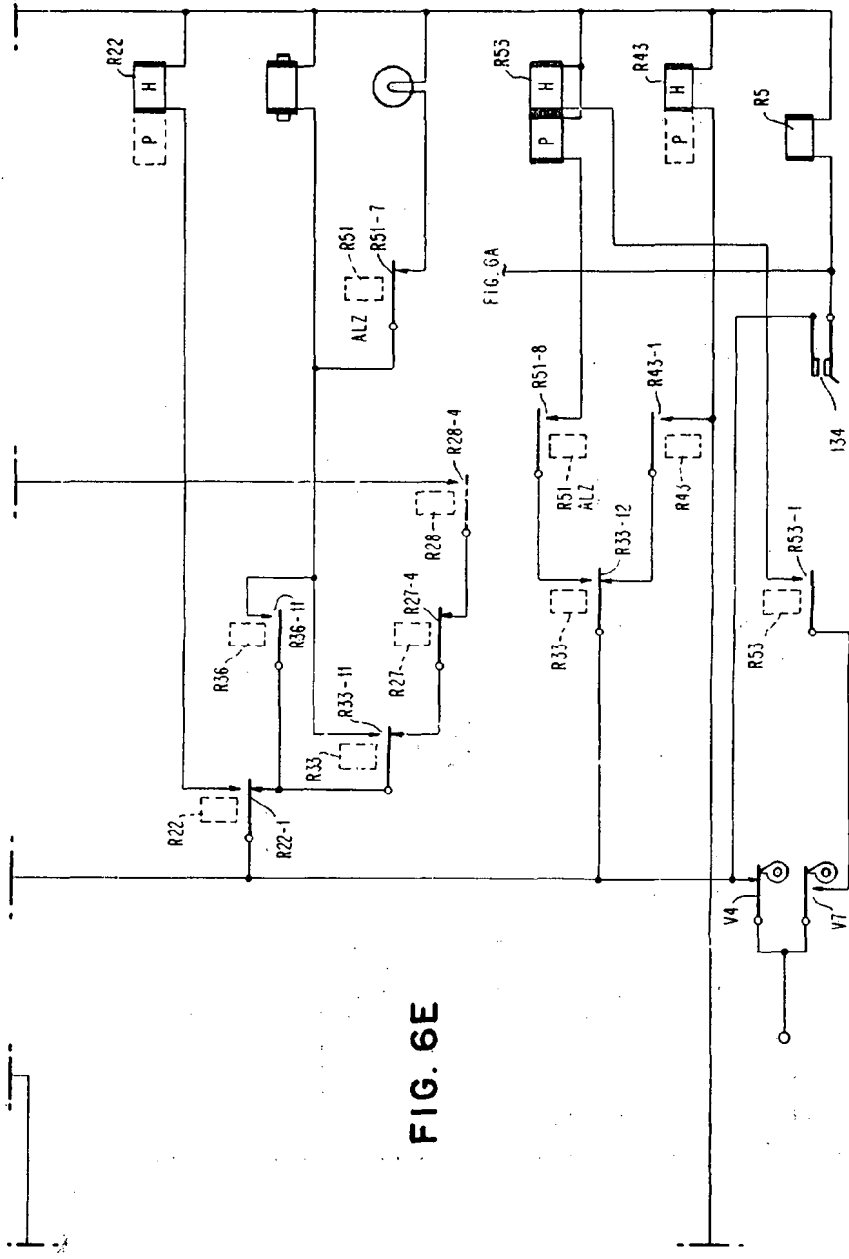 R22
H
P
R53
H
P
R43
H
P
R5
R51
R51-7
ALZ
FIG. 6A
R51-8
R51
ALZ
R43-1
R43
134
R28-4
R28
R36-11
R36
R27-4
R27
R33-11
R33
R33-12
R33
R53-1
R53
R22
R22-1
V4
V7
FIG. 6E